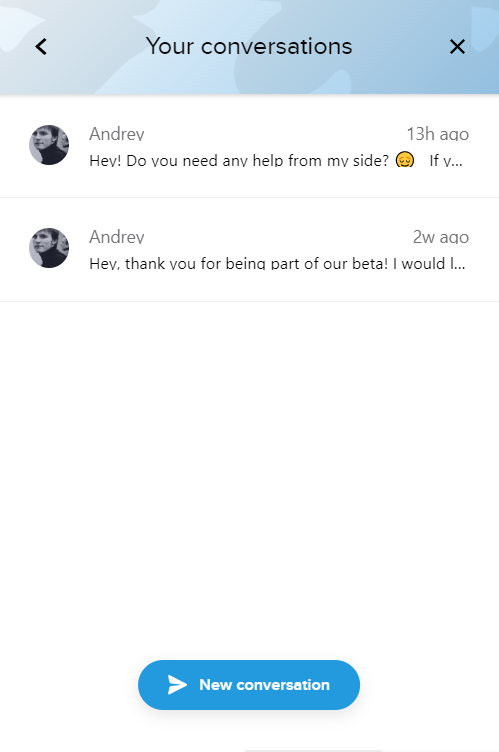 Your conversations
Andrey
13h ago
Hey! Do you need any help from my side? 😌 If y...
Andrey
2w ago
Hey, thank you for being part of our beta! I would l...
New conversation